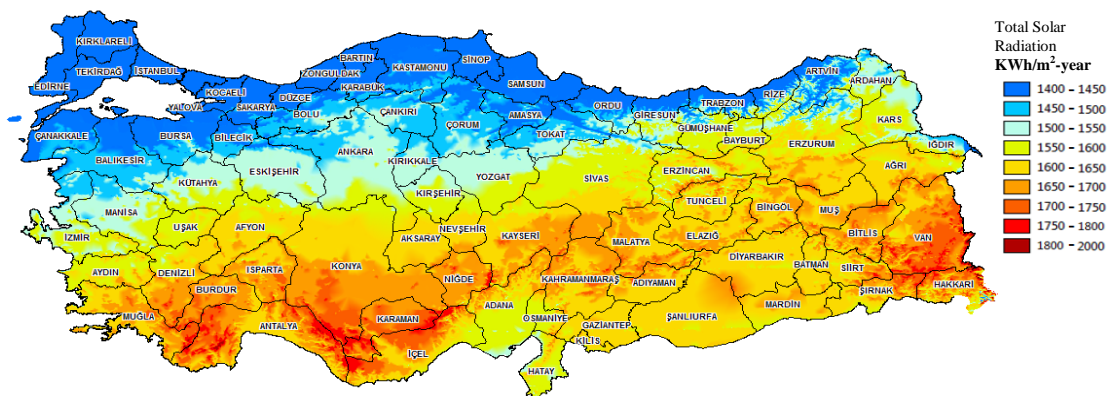 Total Solar
Radiation
KWh/m²-year
1400 - 1450
1450 - 1500
1500 - 1550
1550 - 1600
1600 - 1650
1650 - 1700
1700 - 1750
1750 - 1800
1800 - 2000
KIRKLARELİ
TEKİRDAĞ
İSTANBUL
EDİRNE
KOCAELİ
YALOVA
SAKARYA
DÜZCE
ZONGULDAK
BARTIN
KARABÜK
KASTAMONU
SİNOP
SAMSUN
BOLU
ÇANKIRI
ÇORUM
AMASYA
ORDU
TOKAT
GİRESUN
TRABZON
RİZE
ARTVİN
ARDAHAN
KARS
GÜMÜŞHANE
BAYBURT
ERZURUM
IĞDIR
AĞRI
ÇANAKKALE
BURSA
BİLECİK
BALIKESİR
KÜTAHYA
ESKİŞEHİR
ANKARA
KIRIKKALE
KIRŞEHİR
YOZGAT
SİVAS
ERZİNCAN
TUNCELİ
BİNGÖL
MUŞ
BİTLİS
VAN
MANİSA
İZMİR
UŞAK
AFYON
AKSARAY
NEVŞEHİR
KAYSERİ
MALATYA
ELAZIĞ
DİYARBAKIR
BATMAN
SİİRT
ŞIRNAK
HAKKARİ
AYDIN
DENİZLİ
ISPARTA
BURDUR
KONYA
NİĞDE
KAHRAMANMARAŞ
ADIYAMAN
MARDİN
ŞANLIURFA
MUĞLA
ANTALYA
KARAMAN
İÇEL
ADANA
OSMANİYE
GAZİANTEP
KİLİS
HATAY